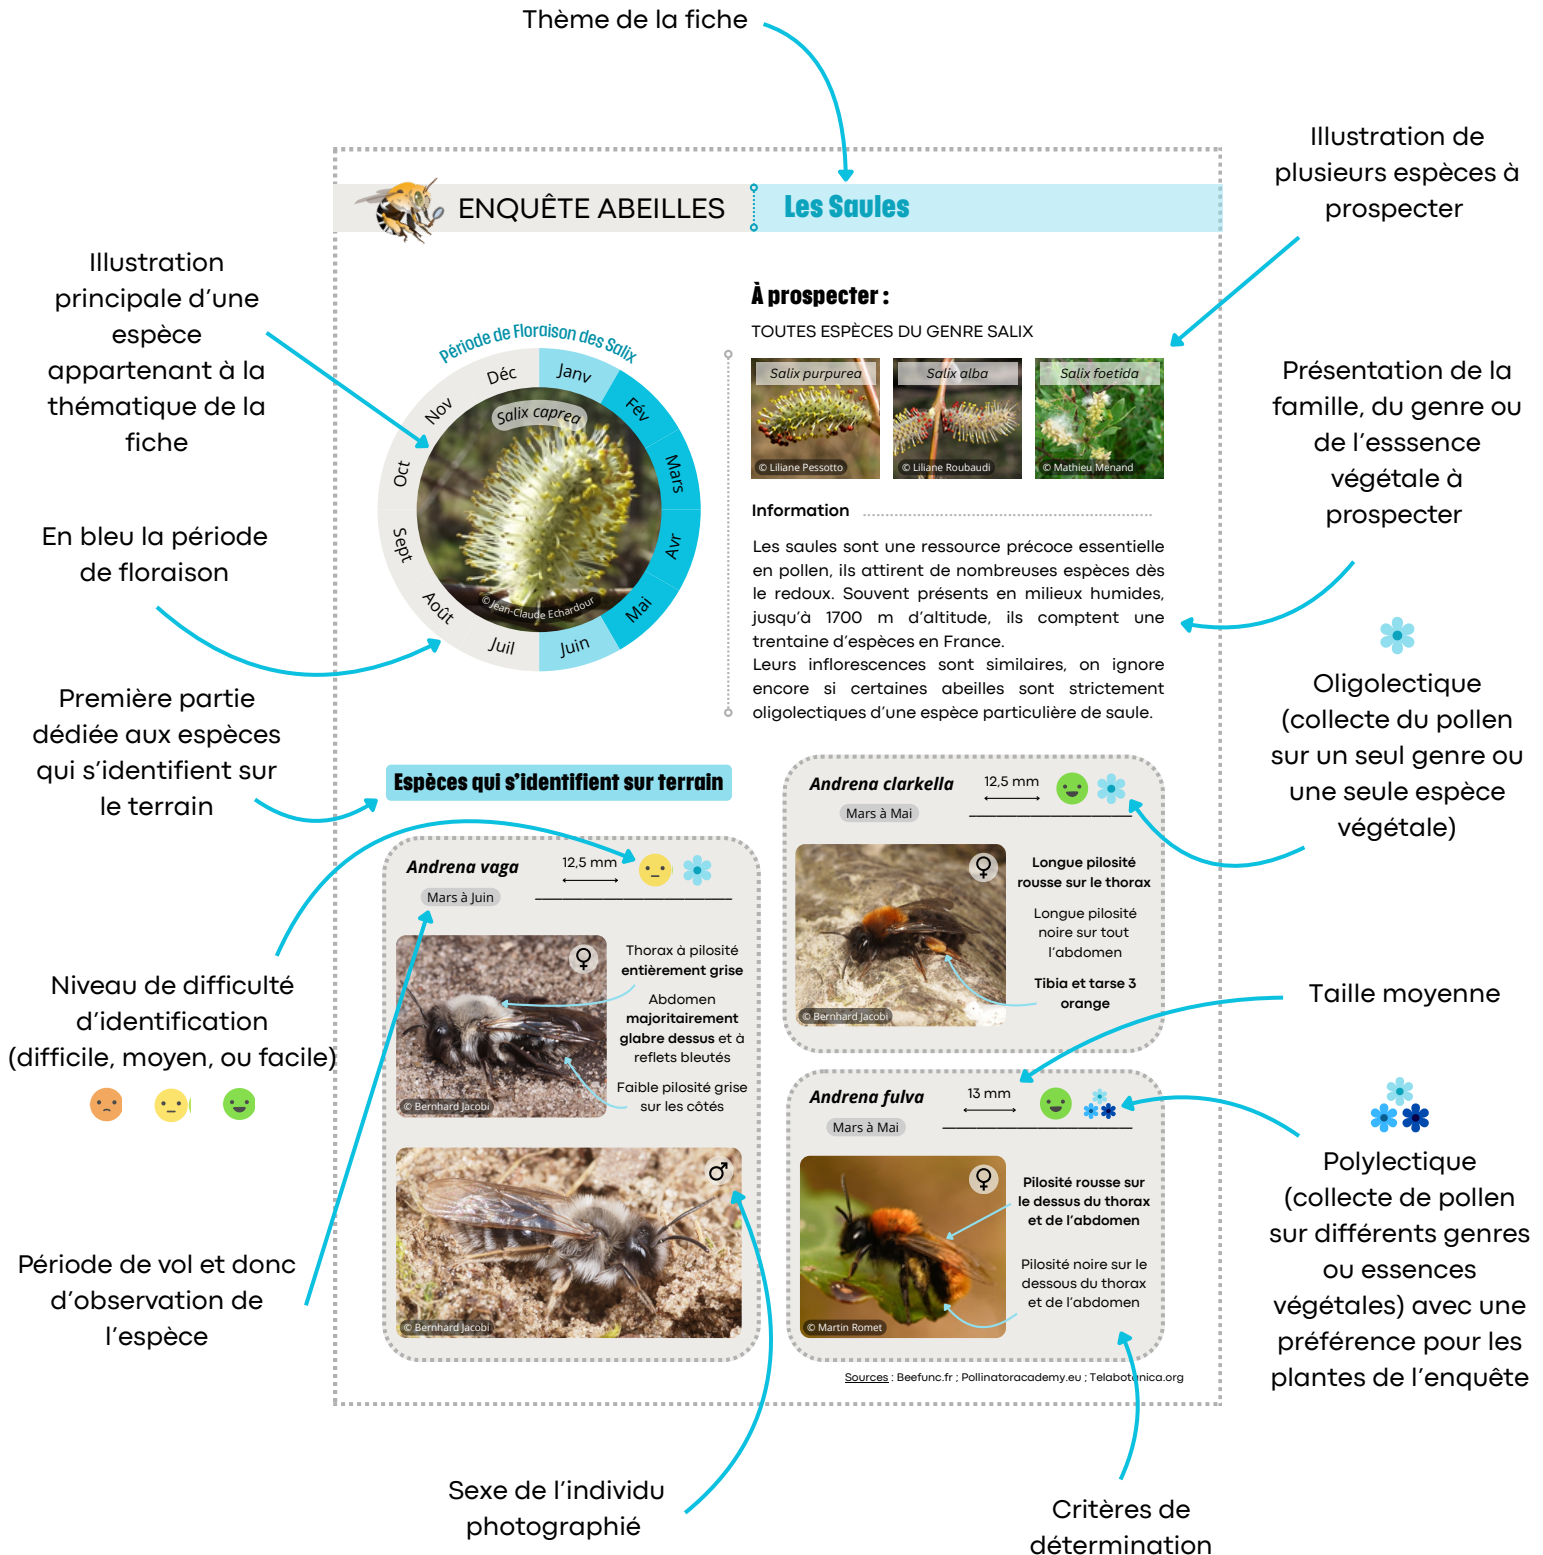 Thème de la fiche
Illustration de
plusieurs espèces à
prospecter
ENQUÊTE ABEILLES
Les Saules
Illustration
principale d'une
espèce
appartenant à la
thématique de la
fiche
En bleu la période
de floraison
Période de Floraison des Salix
Janv
Fév
Mars
Avr
Mai
Juin
Juil
Août
Sept
Oct
Nov
Déc
Salix caprea
© Jean-Claude Echardour
À prospecter :
TOUTES ESPÈCES DU GENRE SALIX
Salix purpurea
© Liliane Pessotto
Salix alba
© Liliane Roubaudi
Salix foetida
© Mathieu Menand
Information
Les saules sont une ressource précoce essentielle
en pollen, ils attirent de nombreuses espèces dès
le redoux. Souvent présents en milieux humides,
jusqu'à 1700 m d'altitude, ils comptent une
trentaine d'espèces en France.
Leurs inflorescences sont similaires, on ignore
encore si certaines abeilles sont strictement
oligolectiques d'une espèce particulière de saule.
Présentation de la
famille, du genre ou
de l'esssence
végétale à
prospecter
Oligolectique
(collecte du pollen
sur un seul genre ou
une seule espèce
végétale)
Première partie
dédiée aux espèces
qui s'identifient sur
le terrain
Espèces qui s'identifient sur terrain
Andrena vaga
12,5 mm
Mars à Juin
♀
Thorax à pilosité
entièrement grise
Abdomen
majoritairement
glabre dessus et à
reflets bleutés
Faible pilosité grise
sur les côtés
© Bernhard Jacobi
♂
© Bernhard Jacobi
Andrena clarkella
12,5 mm
Mars à Mai
♀
Longue pilosité
rousse sur le thorax
Longue pilosité
noire sur tout
l'abdomen
Tibia et tarse 3
orange
© Bernhard Jacobi
Andrena fulva
13 mm
Mars à Mai
♀
Pilosité rousse sur
le dessus du thorax
et de l'abdomen
Pilosité noire sur le
dessous du thorax
et de l'abdomen
© Martin Romet
Sources : Beefunc.fr ; Pollinatoracademy.eu ; Telabotanica.org
Niveau de difficulté
d'identification
(difficile, moyen, ou facile)
Période de vol et donc
d'observation de
l'espèce
Taille moyenne
Polylectique
(collecte de pollen
sur différents genres
ou essences
végétales) avec une
préférence pour les
plantes de l'enquête
Sexe de l'individu
photographié
Critères de
détermination